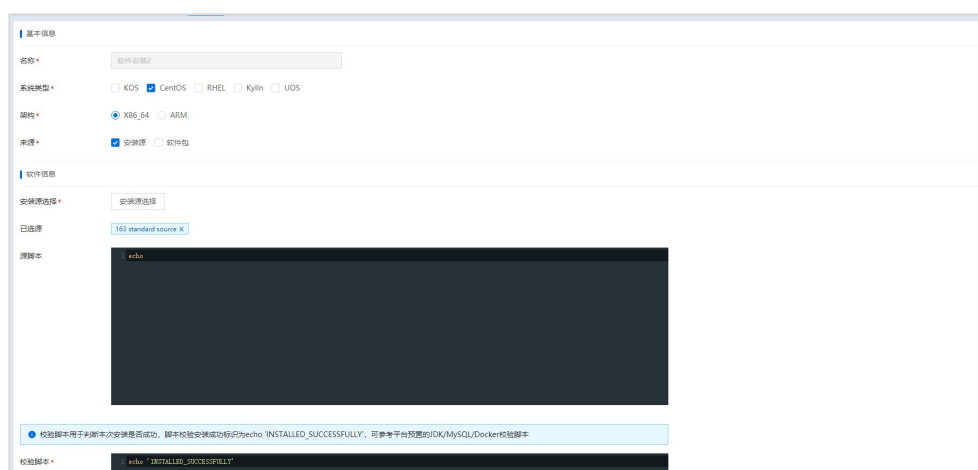 基本信息
名称* 软件安装2
系统类型* KOS CentOS RHEL Kylin UOS
架构* X86_64 ARM
来源* 安装源 软件包
软件信息
安装源选择* 安装源选择
已选源 163 standard source X
源脚本 1 echo
校验脚本用于判断本次安装是否成功，脚本校验安装成功标识为echo 'INSTALLED_SUCCESSFULLY'，可参考平台预置的JDK/MySQL/Docker校验脚本
校验脚本* 1 echo 'INSTALLED_SUCCESSFULLY'